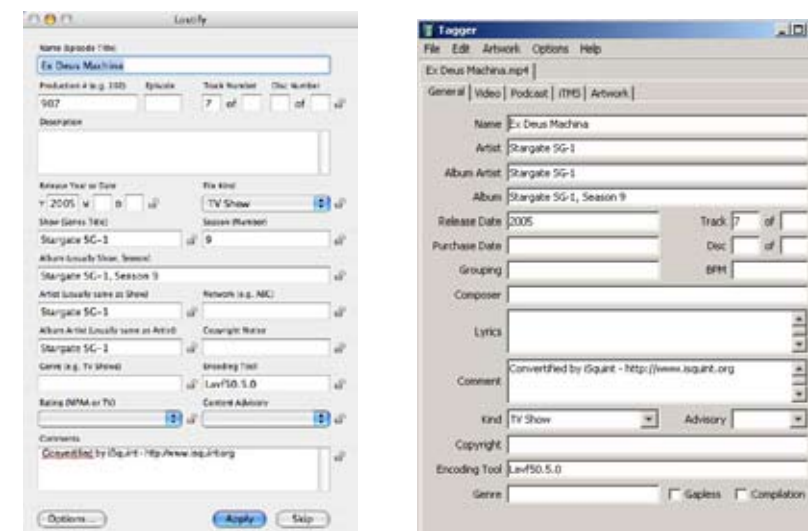 Lostify
Name (Episode Title)
Ex Deus Machina
Production # (e.g. 200) Episode Track Number Disc Number
907 7 of of
Description
Release Year or Date File Kind
Y 2005 M D TV Show
Show (Series Title) Season (Number)
Stargate SG-1 9
Album (usually Show, Season)
Stargate SG-1, Season 9
Artist (usually same as Show) Network (e.g. ABC)
Stargate SG-1
Album Artist (usually same as Artist) Copyright Notice
Stargate SG-1
Genre (e.g. TV Shows) Encoding Tool
Lavf50.5.0
Rating (MPAA or TV) Content Advisory
Comments
Convertified by iSquint - http://www.isquint.org
Options... Apply Skip
Tagger
File Edit Artwork Options Help
Ex Deus Machina.mp4
General Video Podcast iTMS Artwork
Name Ex Deus Machina
Artist Stargate SG-1
Album Artist Stargate SG-1
Album Stargate SG-1, Season 9
Release Date 2005 Track 7 of
Purchase Date Disc of
Grouping BPM
Composer
Lyrics
Comment Convertified by iSquint - http://www.isquint.org
Kind TV Show Advisory
Copyright
Encoding Tool Lavf50.5.0
Genre Gapless Compilation